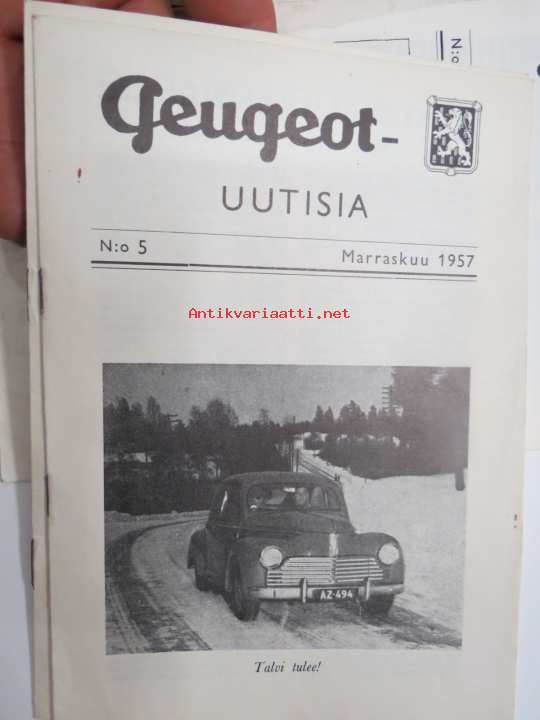 Peugeot-
UUTISIA
N:o 5
Marraskuu 1957
Antikvariaatti.net
AZ-494
Talvi tulee!
N:o